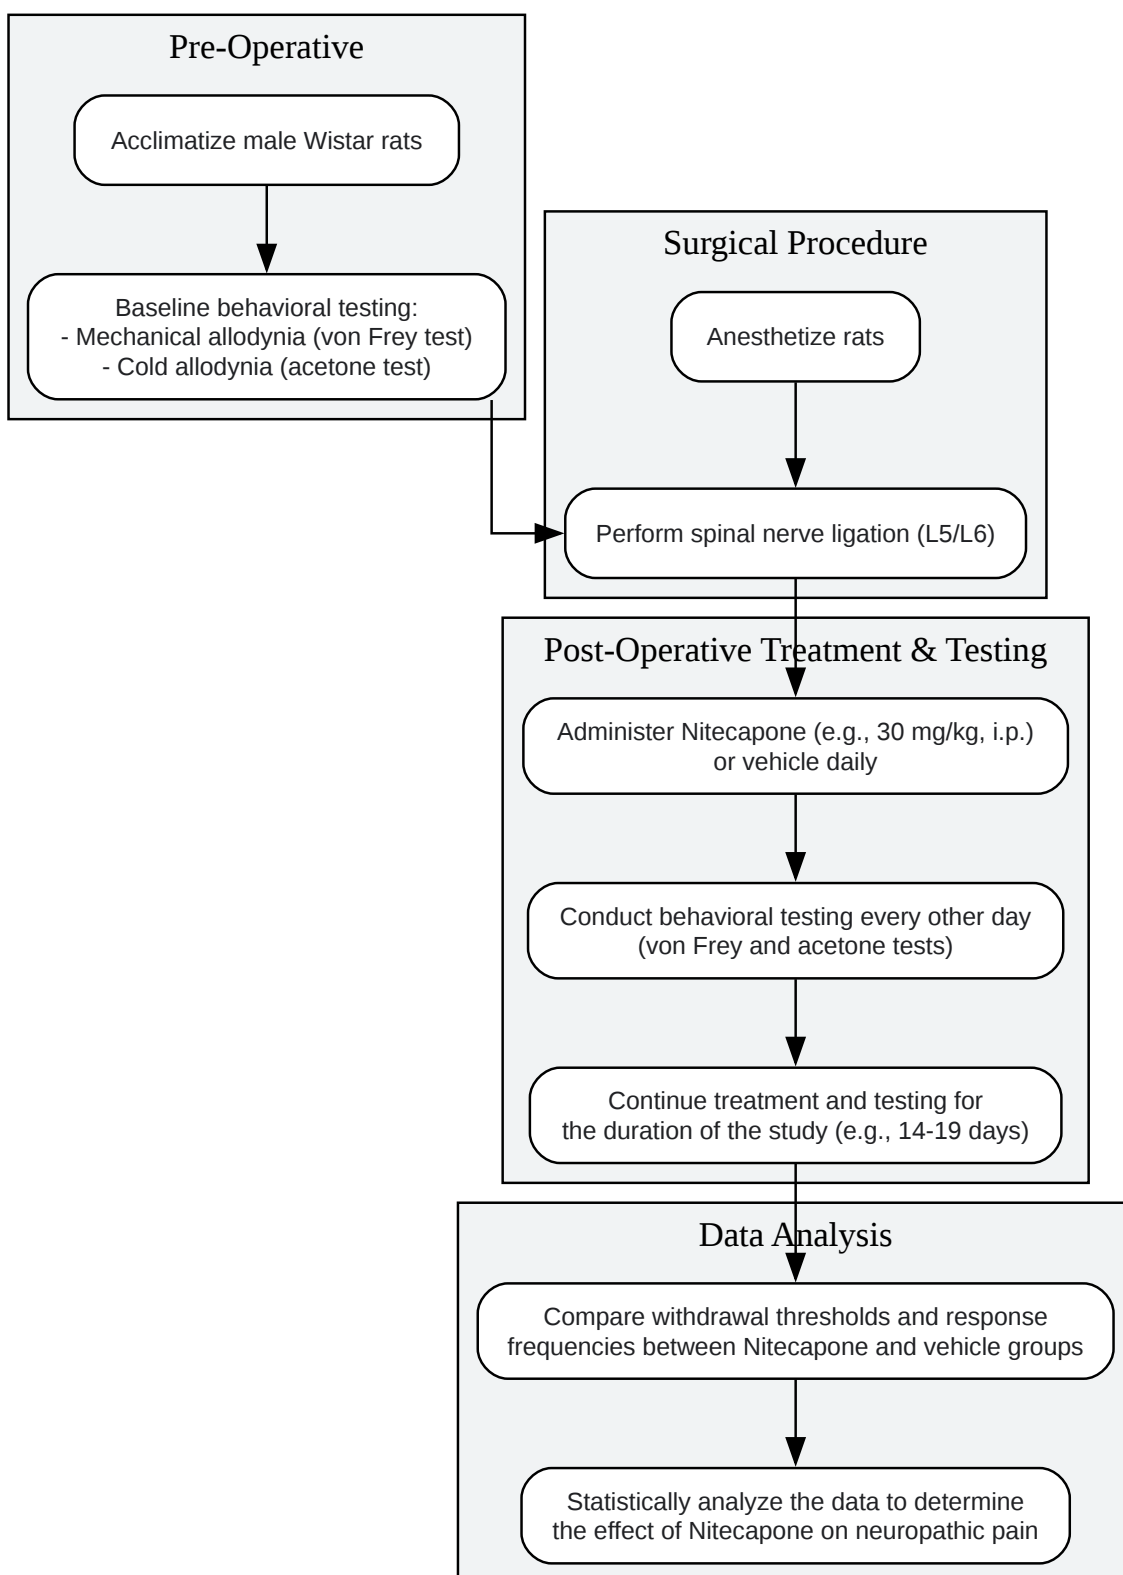 Pre-Operative
Acclimatize male Wistar rats
Baseline behavioral testing:
- Mechanical allodynia (von Frey test)
- Cold allodynia (acetone test)
Surgical Procedure
Anesthetize rats
Perform spinal nerve ligation (L5/L6)
Post-Operative Treatment & Testing
Administer Nitecapone (e.g., 30 mg/kg, i.p.)
or vehicle daily
Conduct behavioral testing every other day
(von Frey and acetone tests)
Continue treatment and testing for
the duration of the study (e.g., 14-19 days)
Data Analysis
Compare withdrawal thresholds and response
frequencies between Nitecapone and vehicle groups
Statistically analyze the data to determine
the effect of Nitecapone on neuropathic pain